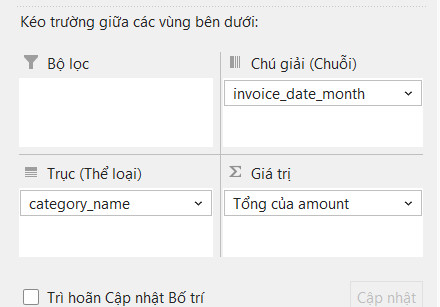 Kéo trường giữa các vùng bên dưới:
Bộ lọc
Chú giải (Chuỗi)
invoice_date_month
Trục (Thể loại)
Giá trị
category_name
Tổng của amount
Trì hoãn Cập nhật Bố trí
Cập nhật